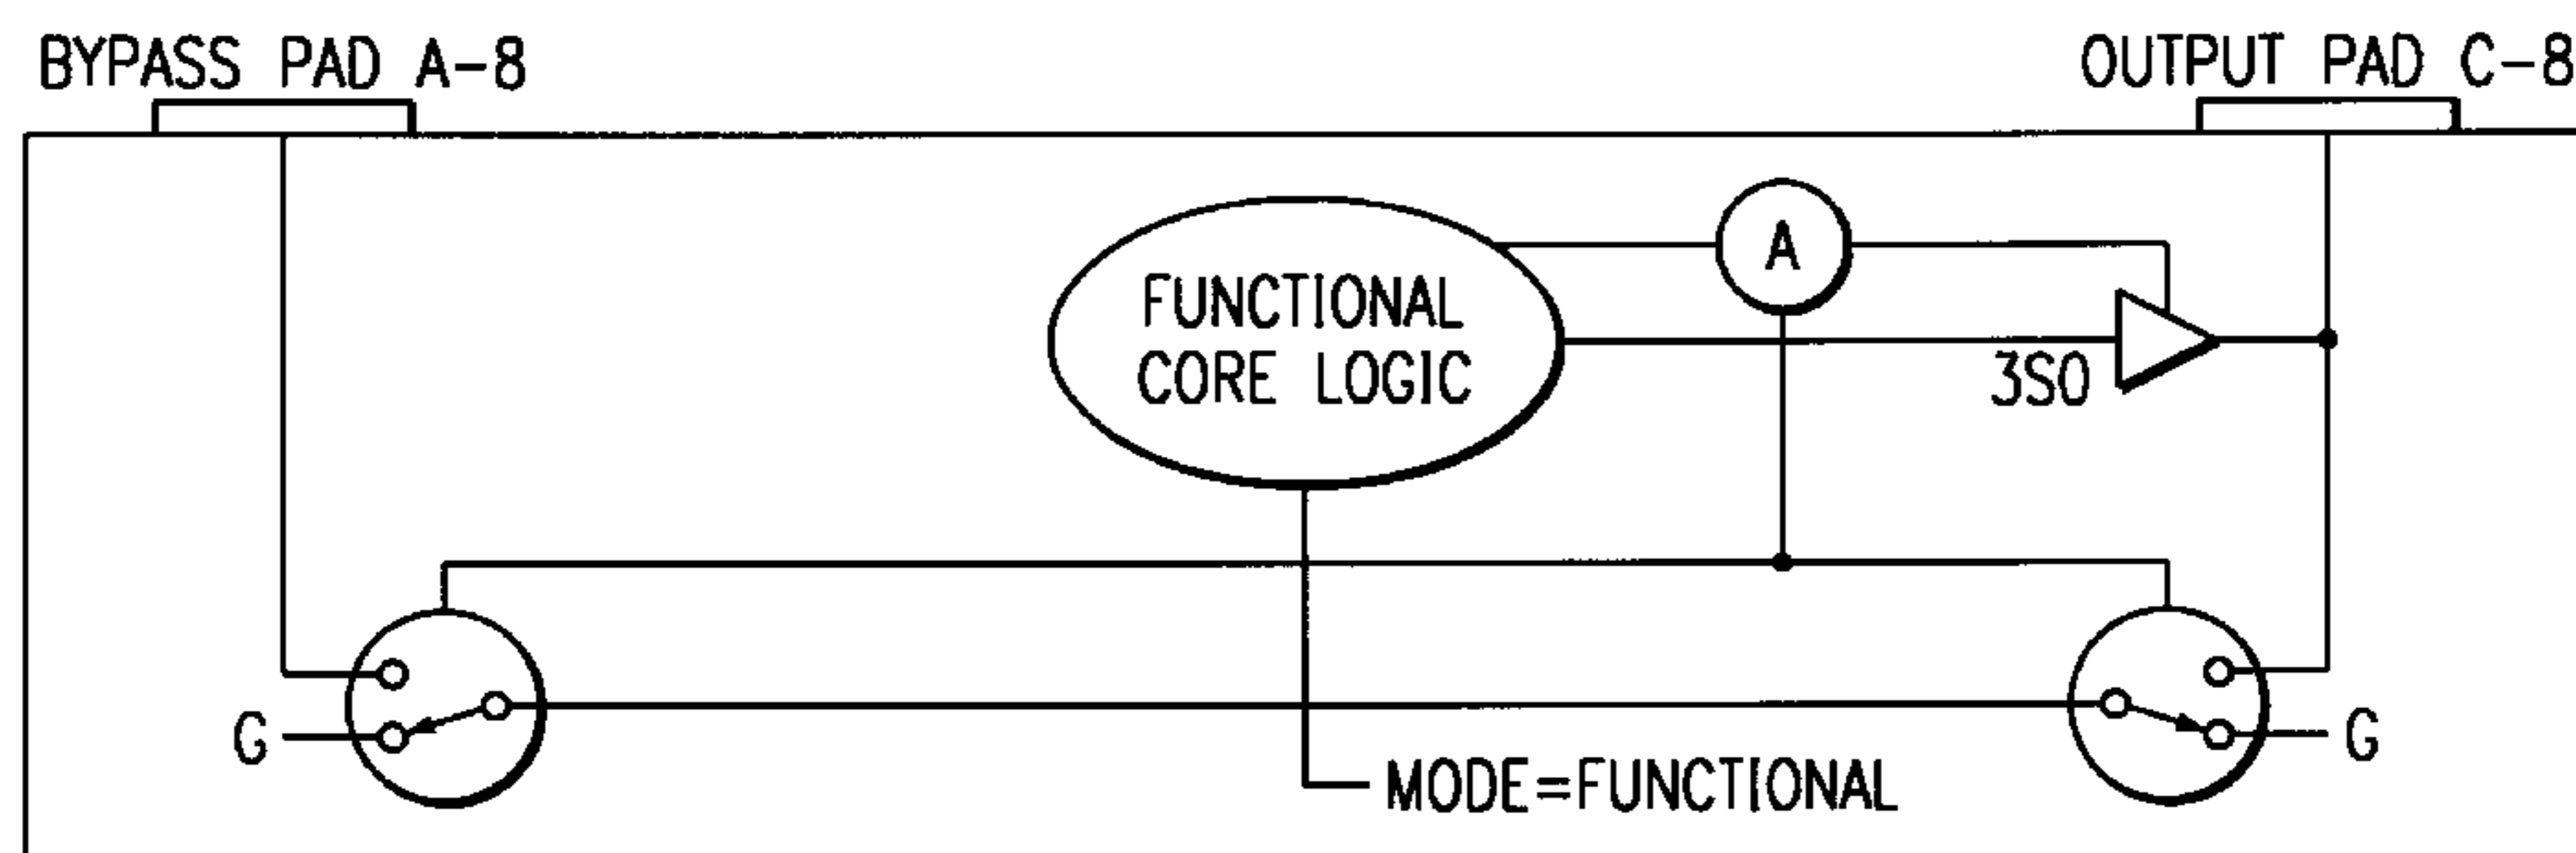 BYPASS PAD A-8
OUTPUT PAD C-8
A
FUNCTIONAL
CORE LOGIC
3SO
G
G
MODE=FUNCTIONAL